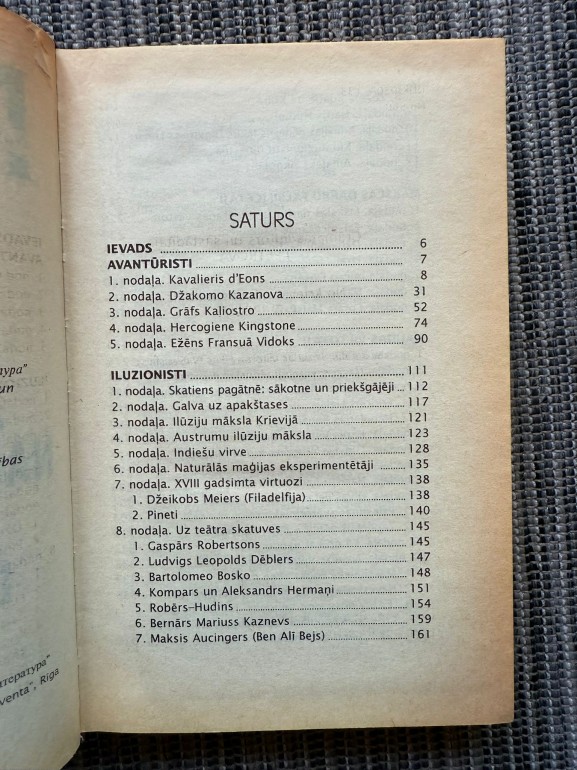 SATURS
IEVADS ........ 6
AVANTŪRISTI ........ 7
1. nodaļa. Kavalieris d'Eons ........ 8
2. nodaļa. Džakomo Kazanova ........ 31
3. nodaļa. Grāfs Kaliostro ........ 52
4. nodaļa. Hercogiene Kingstone ........ 74
5. nodaļa. Ežēns Fransuā Vidoks ........ 90
ILUZIONISTI ........ 111
1. nodaļa. Skatiens pagātnē: sākotne un priekšgājēji ... 112
2. nodaļa. Galva uz apakštases ........ 117
3. nodaļa. Ilūziju māksla Krievijā ........ 121
4. nodaļa. Austrumu ilūziju māksla ........ 123
5. nodaļa. Indiešu virve ........ 128
6. nodaļa. Naturālās maģijas eksperimentētāji ........ 135
7. nodaļa. XVIII gadsimta virtuozi ........ 138
1. Džeikobs Meiers (Filadelfija) ........ 138
2. Pineti ........ 140
8. nodaļa. Uz teātra skatuves ........ 145
1. Gaspārs Robertsons ........ 145
2. Ludvigs Leopolds Dēblers ........ 147
3. Bartolomeo Bosko ........ 148
4. Kompars un Aleksandrs Hermaņi ........ 151
5. Robērs-Hudins ........ 154
6. Bernārs Mariuss Kaznevs ........ 159
7. Maksis Aucingers (Ben Alī Bejs) ........ 161
un
Rīga